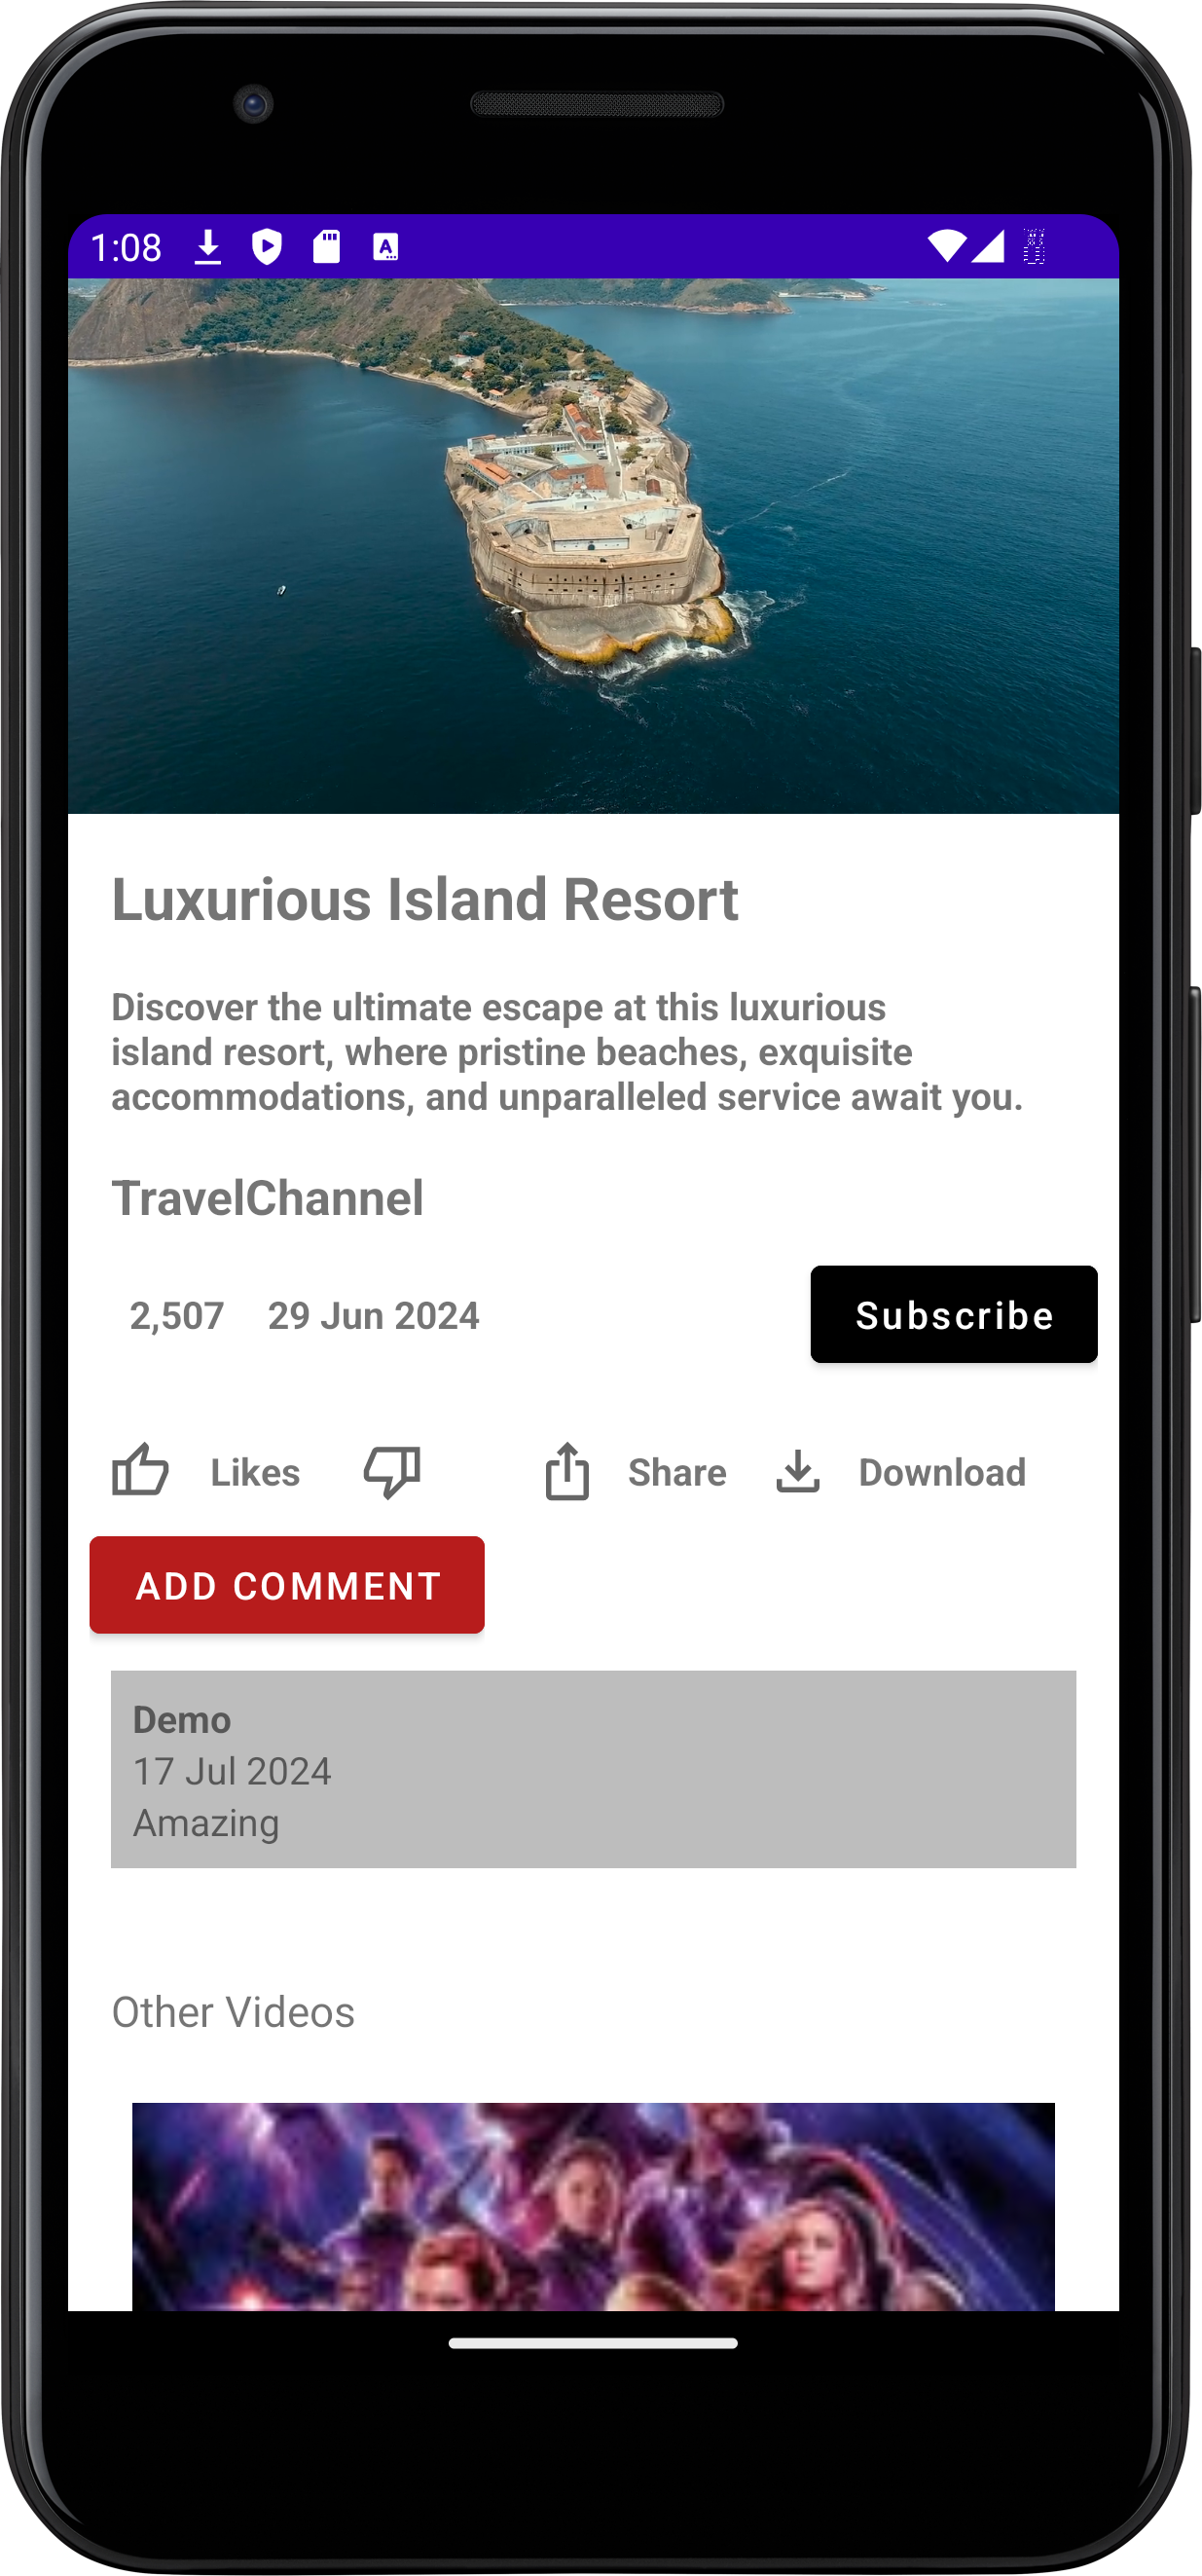 1:08
A
Luxurious Island Resort
Discover the ultimate escape at this luxurious
island resort, where pristine beaches, exquisite
accommodations, and unparalleled service await you.
TravelChannel
2,507 29 Jun 2024
Subscribe
Likes Share Download
ADD COMMENT
Demo
17 Jul 2024
Amazing
Other Videos